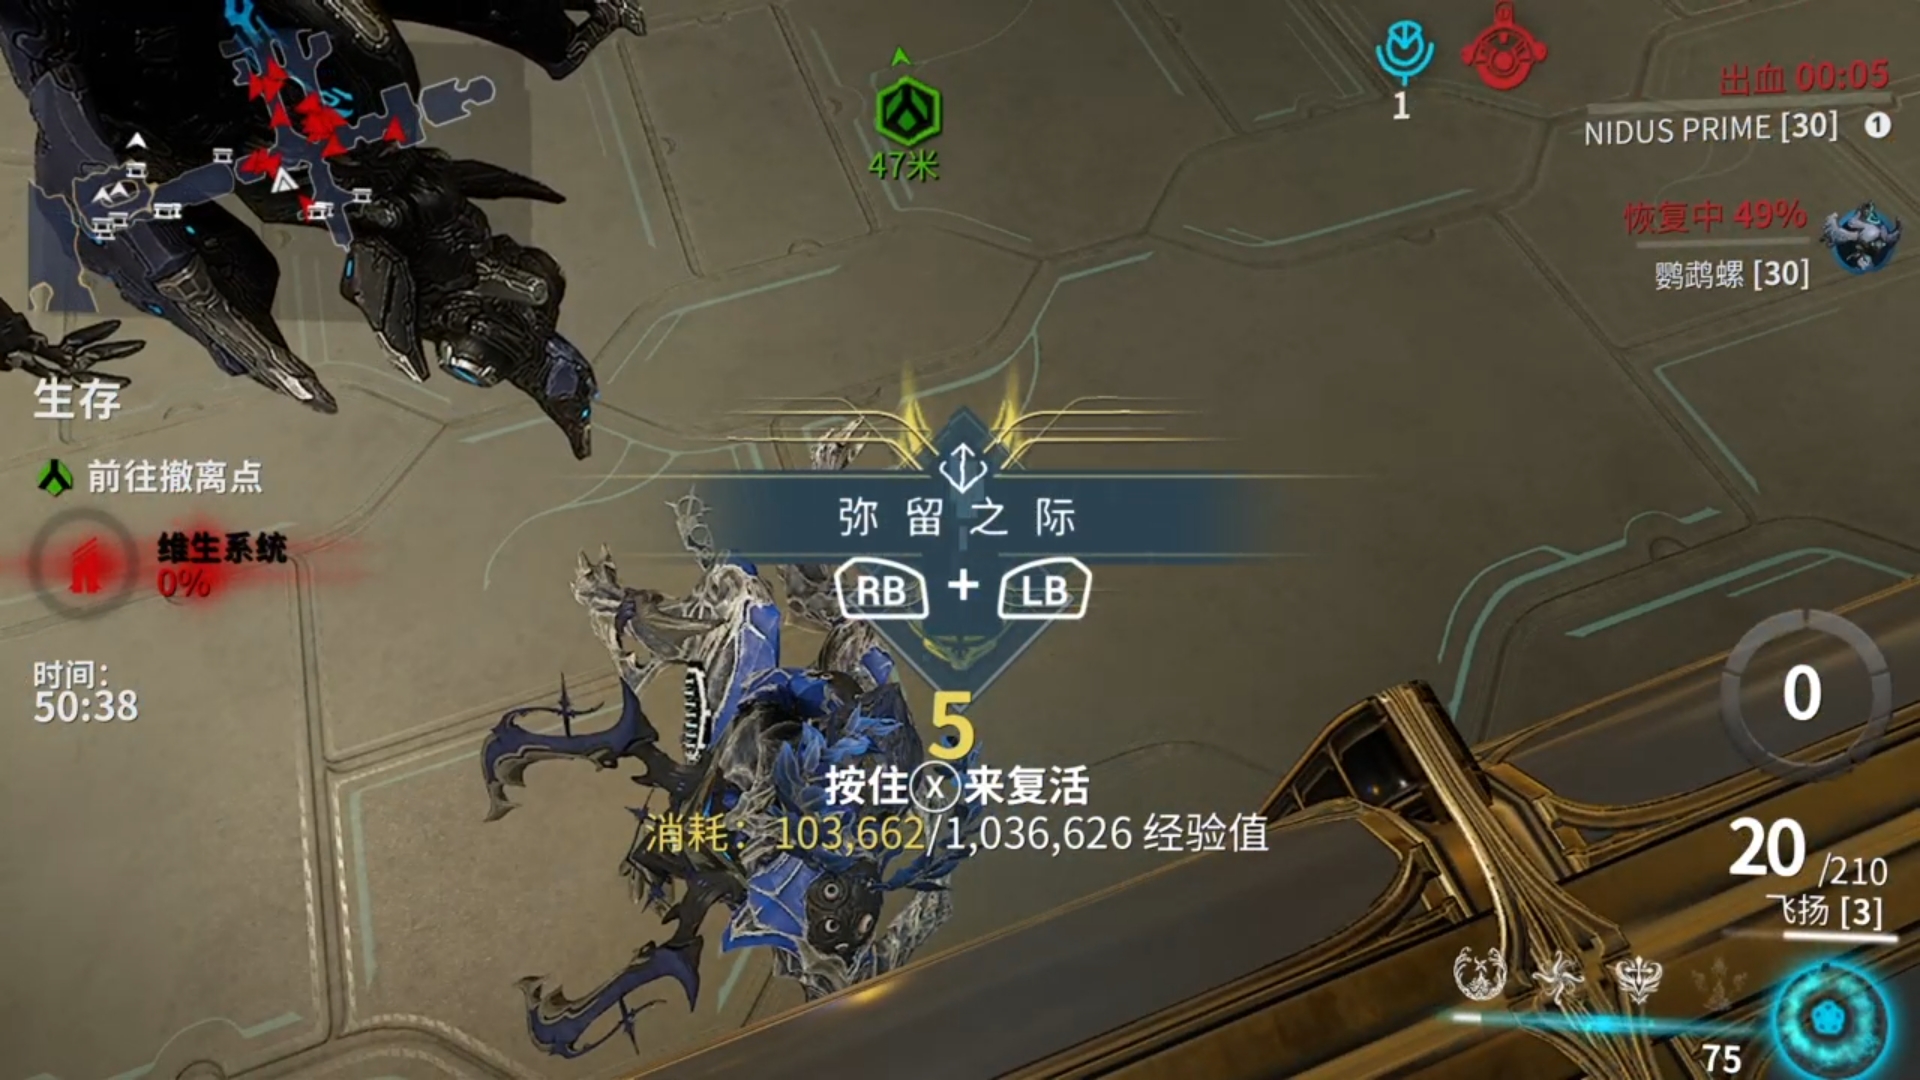 47米
1
出血 00:05
NIDUS PRIME [30] 1
恢复中 49%
鹦鹉螺 [30]
生存
前往撤离点
维生系统
0%
时间:
50:38
弥留之际
RB + LB
5
按住X来复活
消耗: 103,662/1,036,626 经验值
0
20 /210
飞扬 [3]
75